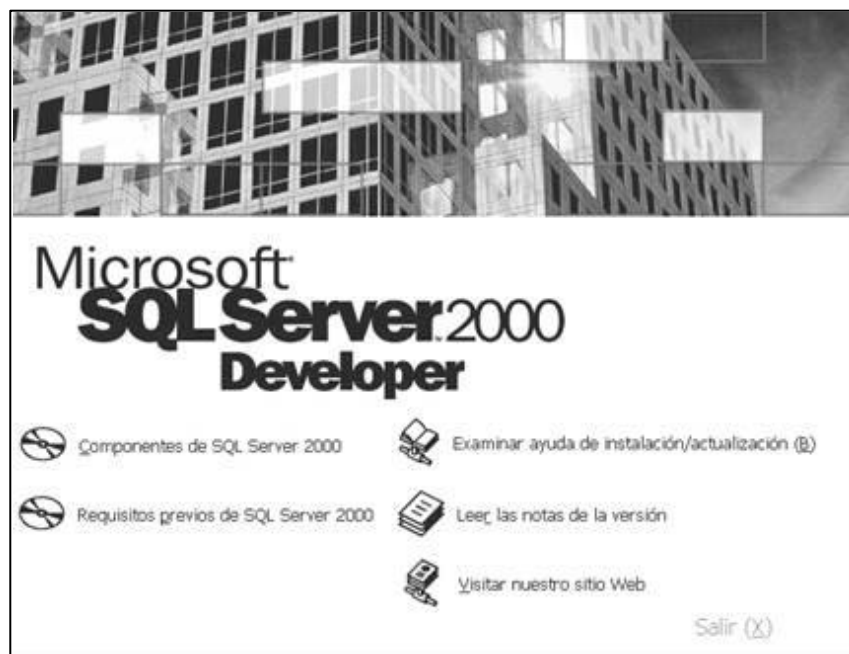 Microsoft
SQL Server 2000
Developer
Componentes de SQL Server 2000
Requisitos previos de SQL Server 2000
Examinar ayuda de instalación/actualización (B)
Leer las notas de la versión
Visitar nuestro sitio Web
Salir (X)